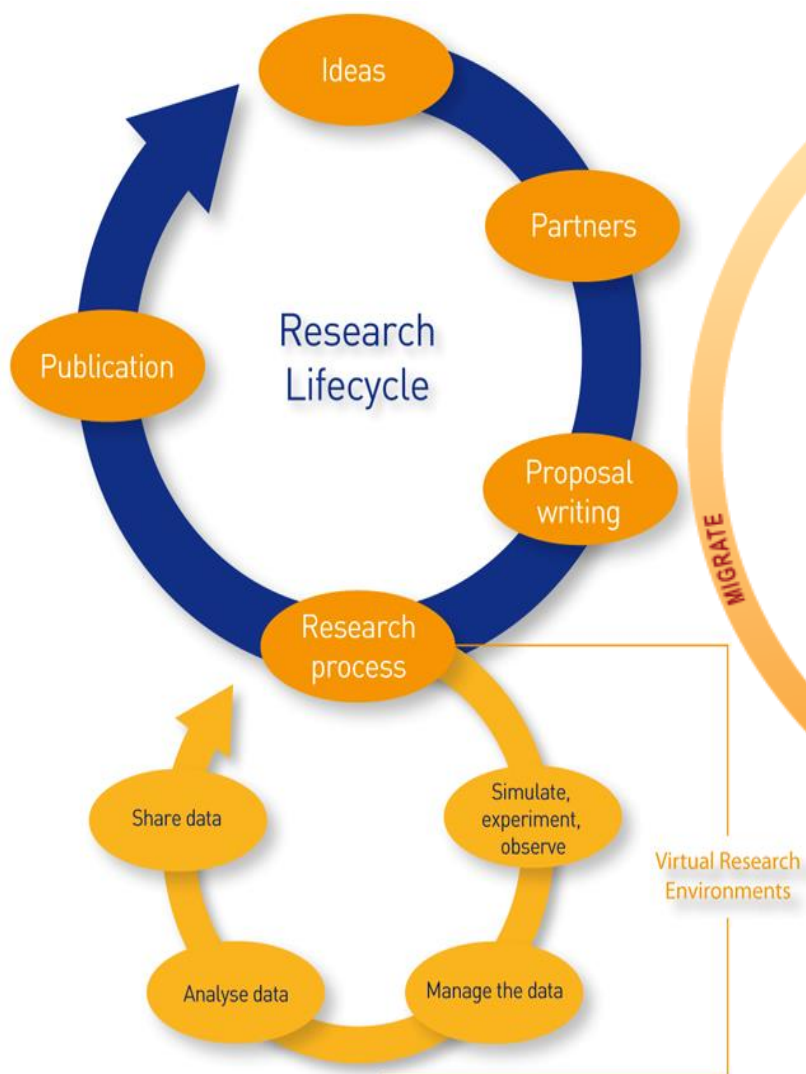 Ideas
Partners
Research
Lifecycle
Publication
Proposal
writing
MIGRATE
Research
process
Share data
Simulate,
experiment,
observe
Virtual Research
Environments
Analyse data
Manage the data